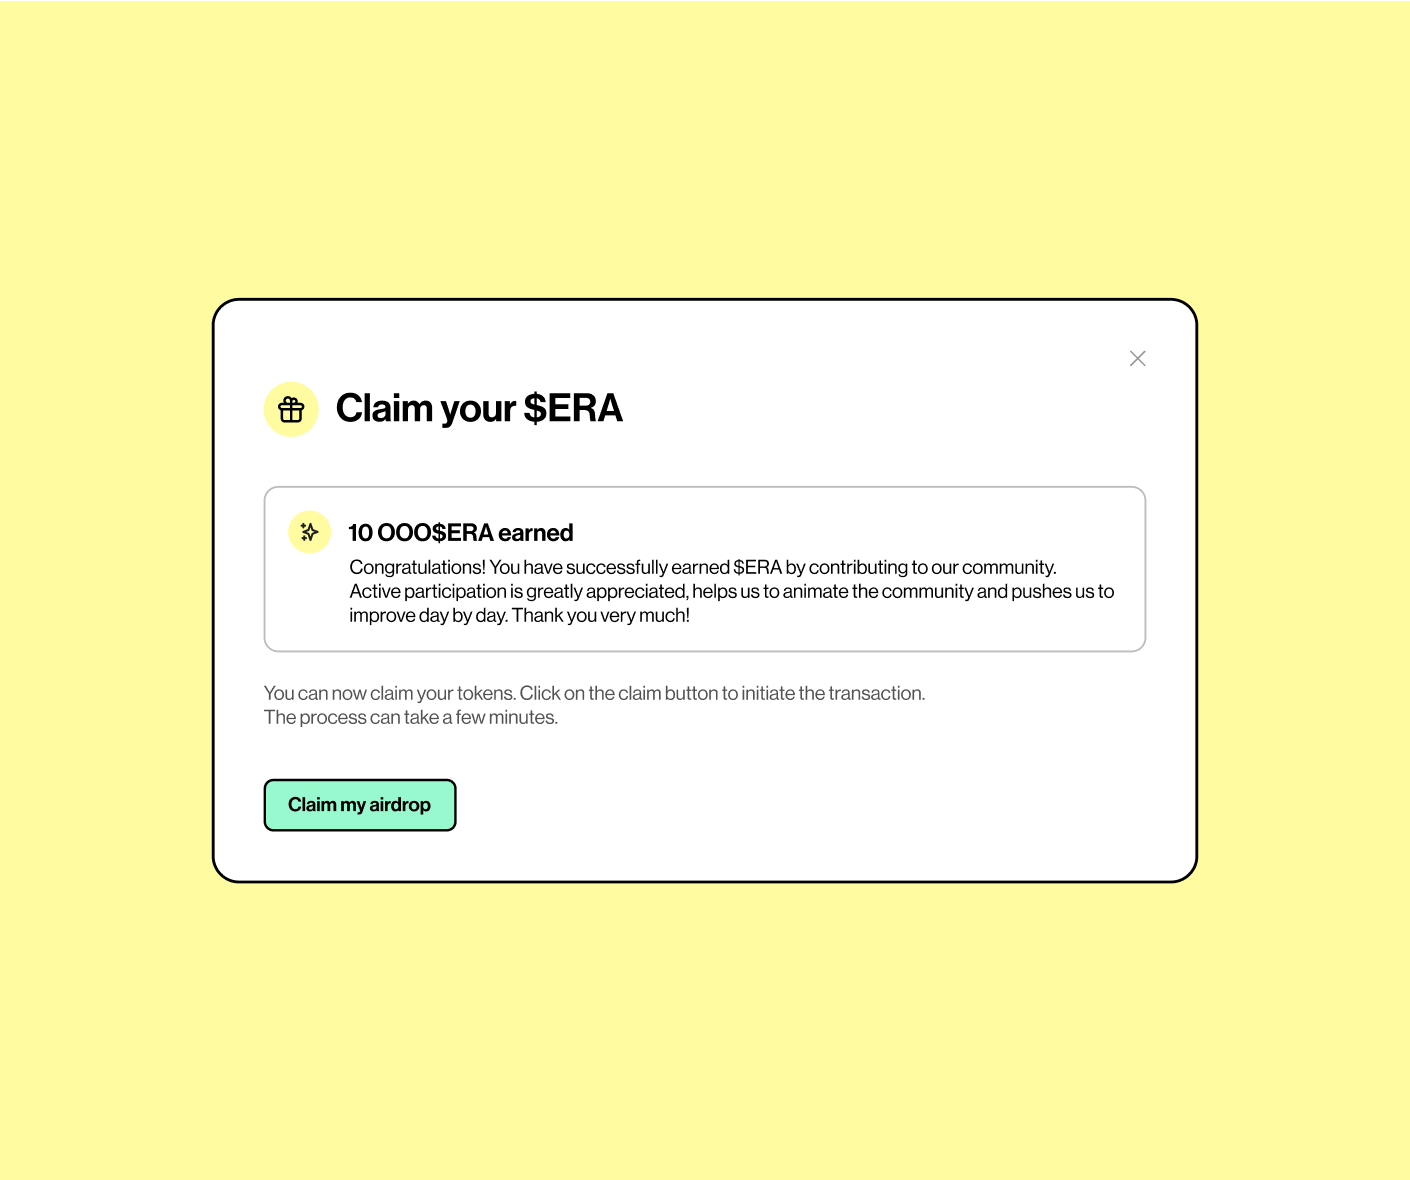 Claim your $ERA
10 OOO$ERA earned
Congratulations! You have successfully earned $ERA by contributing to our community.
Active participation is greatly appreciated, helps us to animate the community and pushes us to
improve day by day. Thank you very much!
You can now claim your tokens. Click on the claim button to initiate the transaction.
The process can take a few minutes.
Claim my airdrop